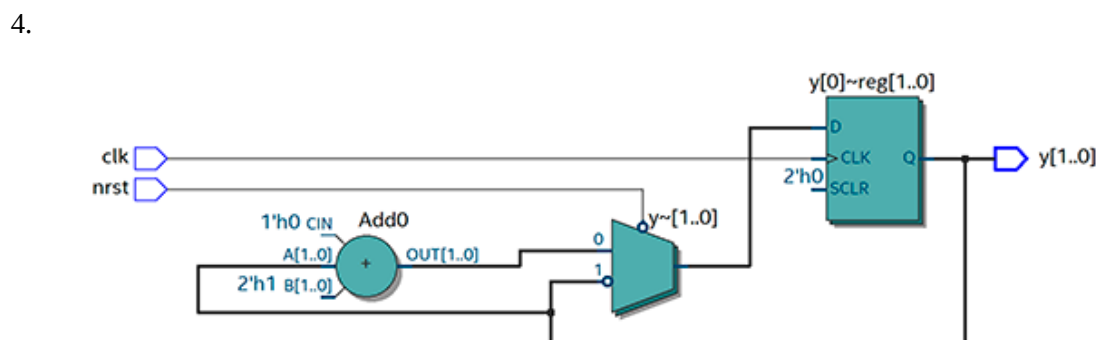 4.
y[0]~reg[1..0]
D
clk
CLK
Q
y[1..0]
nrst
2'h0
SCLR
1'h0 CIN
Add0
y~[1..0]
0
A[1..0]
+
OUT[1..0]
1
2'h1 B[1..0]